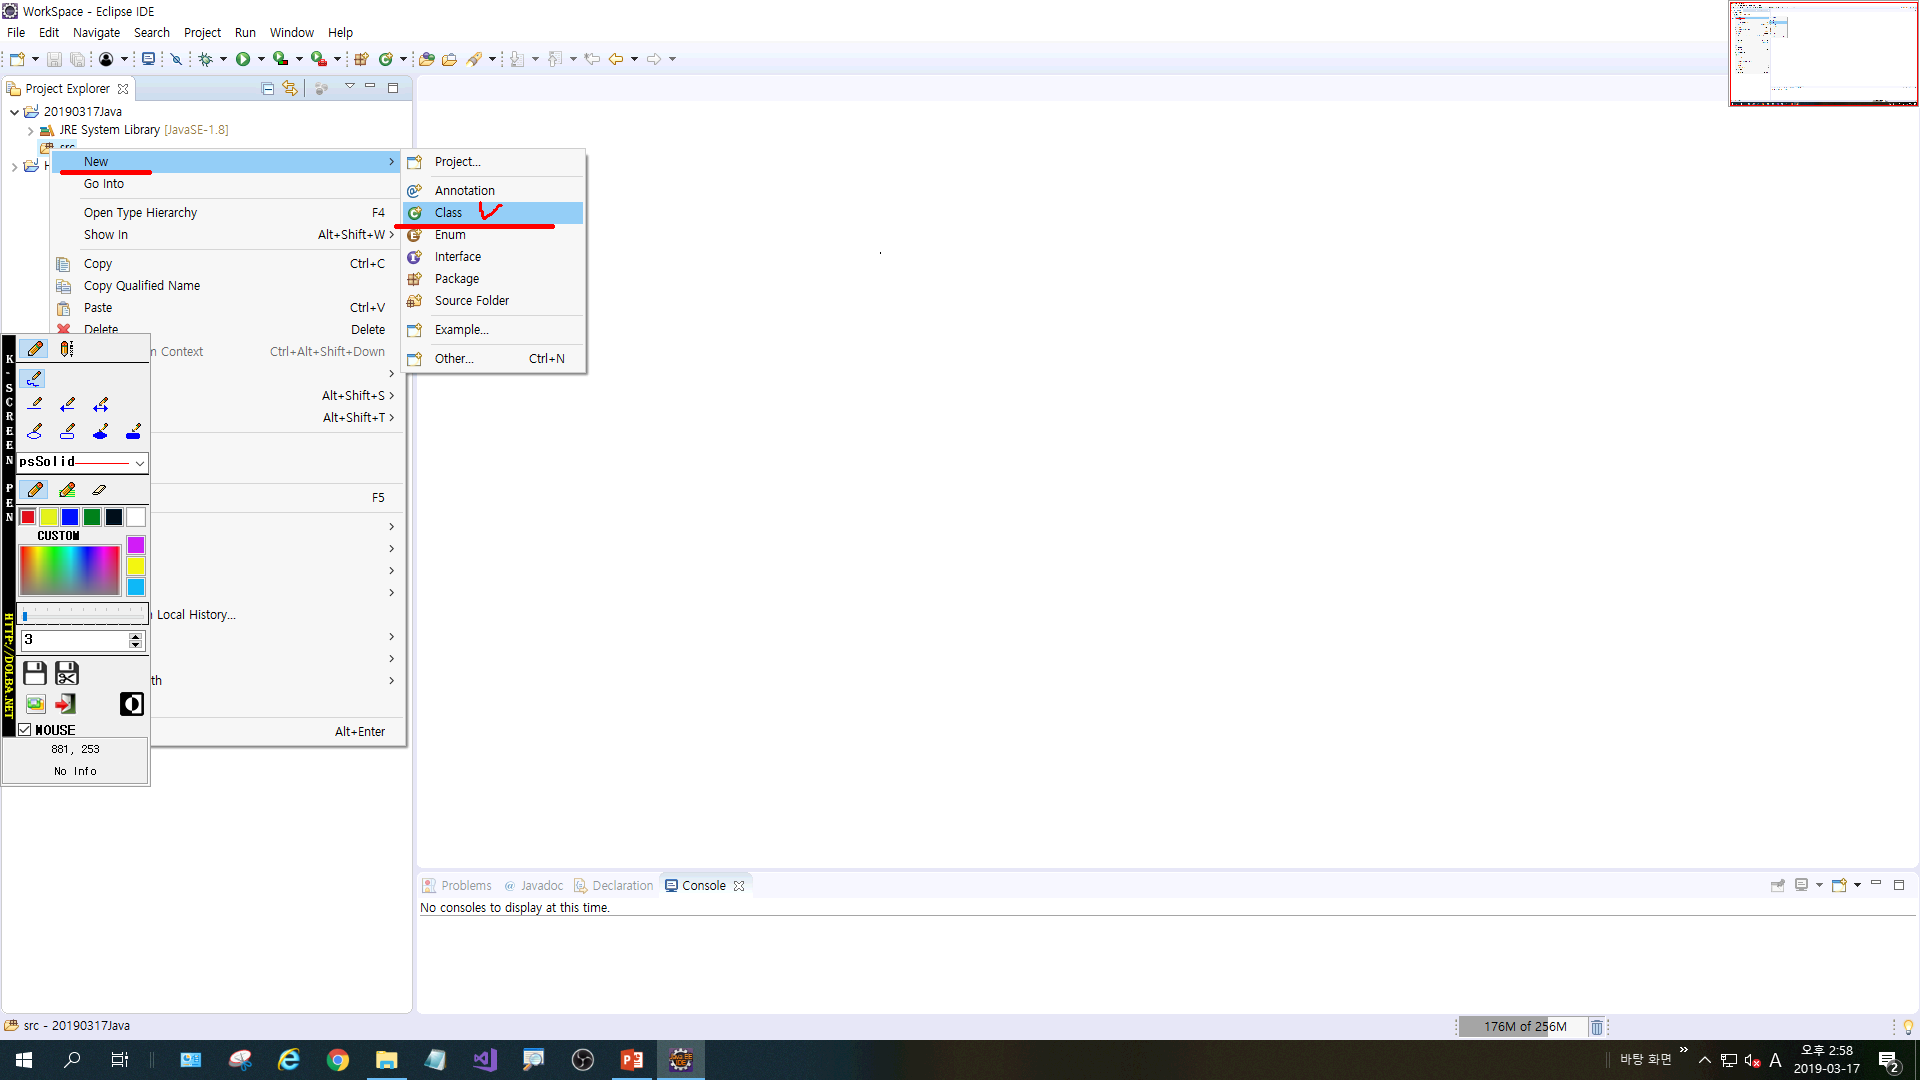 WorkSpace - Eclipse IDE
File Edit Navigate Search Project Run Window Help
Project Explorer
20190317Java
JRE System Library [JavaSE-1.8]
src
H
New
Go Into
Open Type Hierarchy F4
Show In Alt+Shift+W
Copy Ctrl+C
Copy Qualified Name
Paste Ctrl+V
Delete Delete
n Context Ctrl+Alt+Shift+Down
Alt+Shift+S
Alt+Shift+T
F5
Local History...
th
Alt+Enter
Project...
Annotation
Class
Enum
Interface
Package
Source Folder
Example...
Other... Ctrl+N
K-SCREEN PEN
HTTP://DOLBA.NET
psSolid
CUSTOM
3
MOUSE
881, 253
No Info
Problems @ Javadoc Declaration Console
No consoles to display at this time.
src - 20190317Java
176M of 256M
바탕 화면
A
오후 2:58
2019-03-17
2